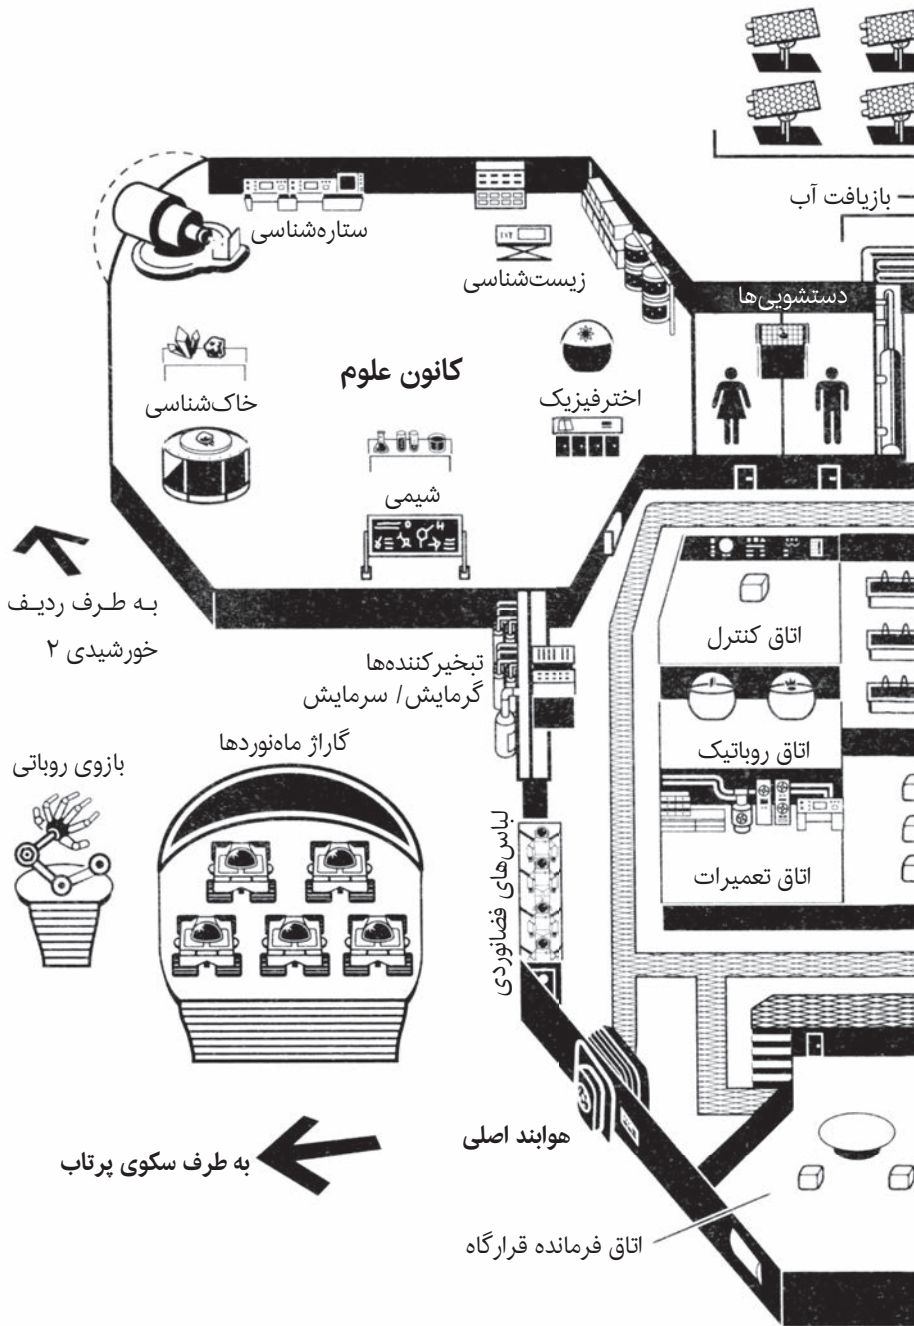 بازیافت آب
ستاره‌شناسی
زیست‌شناسی
دستشویی‌ها
کانون علوم
خاک‌شناسی
اخترفیزیک
شیمی
به طرف ردیف
خورشیدی ۲
تبخیرکننده‌ها
گرمایش/ سرمایش
اتاق کنترل
گاراژ ماه‌نوردها
بازوی روباتی
اتاق روباتیک
لباس‌های فضانوردی
اتاق تعمیرات
هوابند اصلی
به طرف سکوی پرتاب
اتاق فرمانده قرارگاه